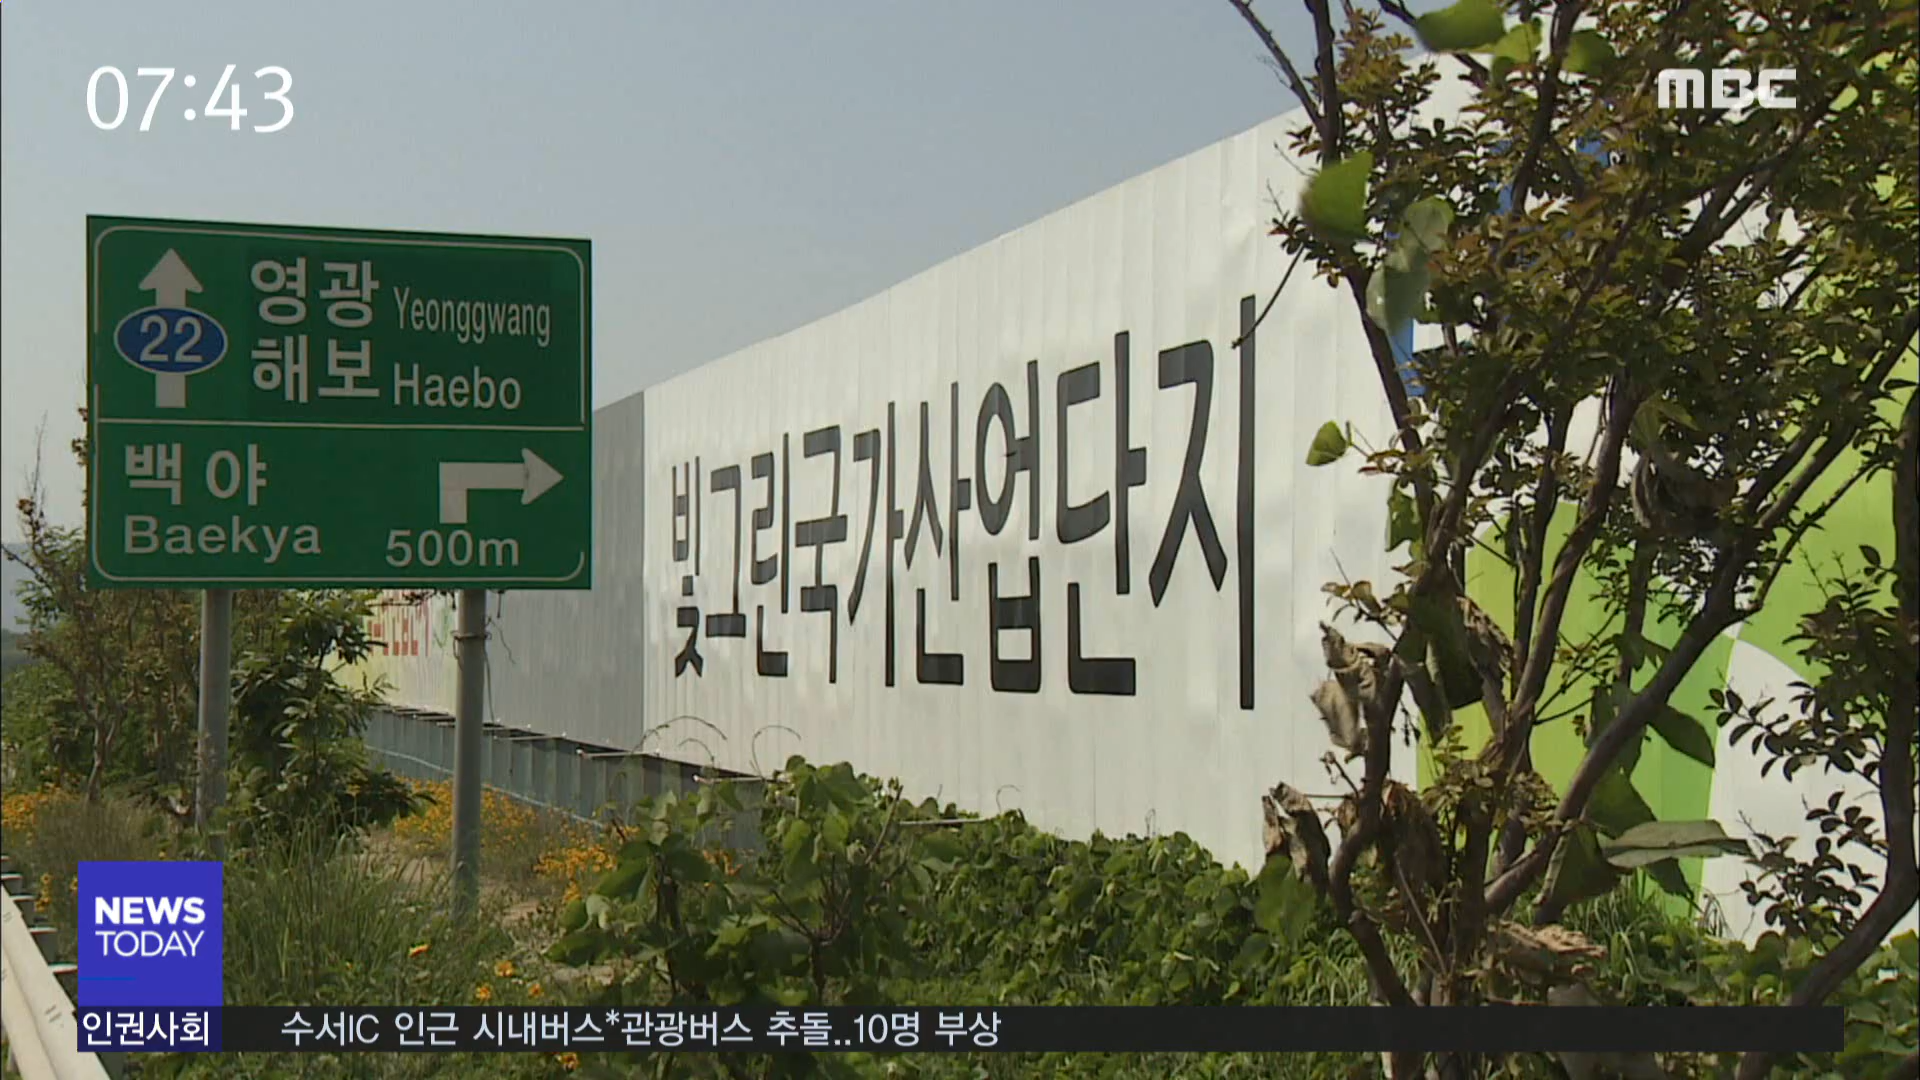 07:43
MBC
22
영광 Yeonggwang
해보 Haebo
백야
Baekya
500m
빛그린국가산업단지
NEWS
TODAY
인권사회 수서IC 인근 시내버스*관광버스 추돌..10명 부상